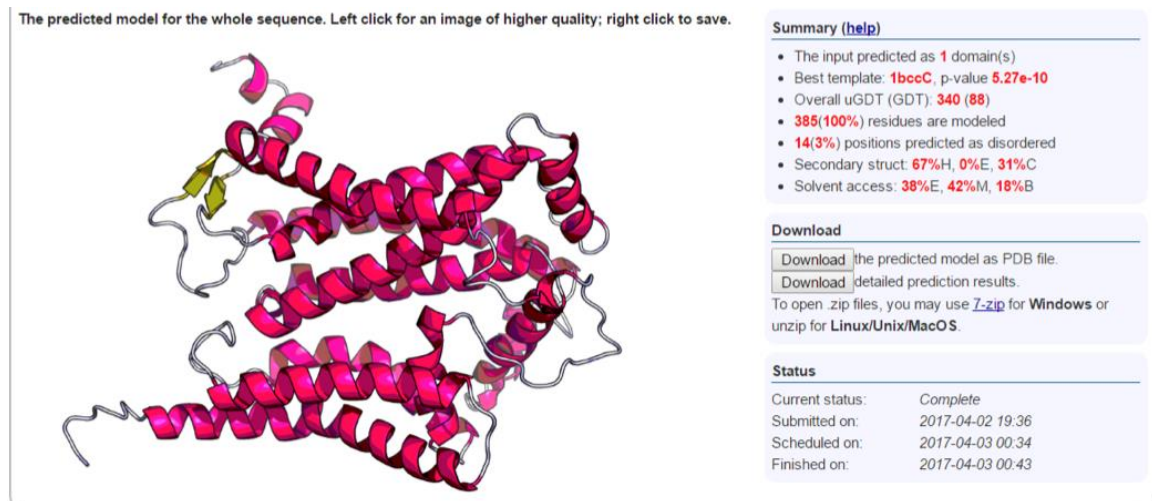 The predicted model for the whole sequence. Left click for an image of higher quality; right click to save.
Summary (help)
• The input predicted as 1 domain(s)
• Best template: 1bccC, p-value 5.27e-10
• Overall uGDT (GDT): 340 (88)
• 385(100%) residues are modeled
• 14(3%) positions predicted as disordered
• Secondary struct: 67%H, 0%E, 31%C
• Solvent access: 38%E, 42%M, 18%B
Download
Download the predicted model as PDB file.
Download detailed prediction results.
To open .zip files, you may use 7-zip for Windows or
unzip for Linux/Unix/MacOS.
Status
Current status: Complete
Submitted on: 2017-04-02 19:36
Scheduled on: 2017-04-03 00:34
Finished on: 2017-04-03 00:43